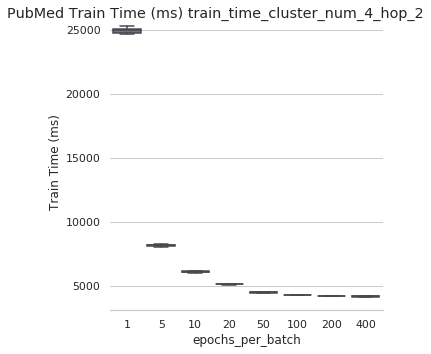 PubMed Train Time (ms) train_time_cluster_num_4_hop_2
25000
20000
15000
10000
5000
Train Time (ms)
1 5 10 20 50 100 200 400
epochs_per_batch